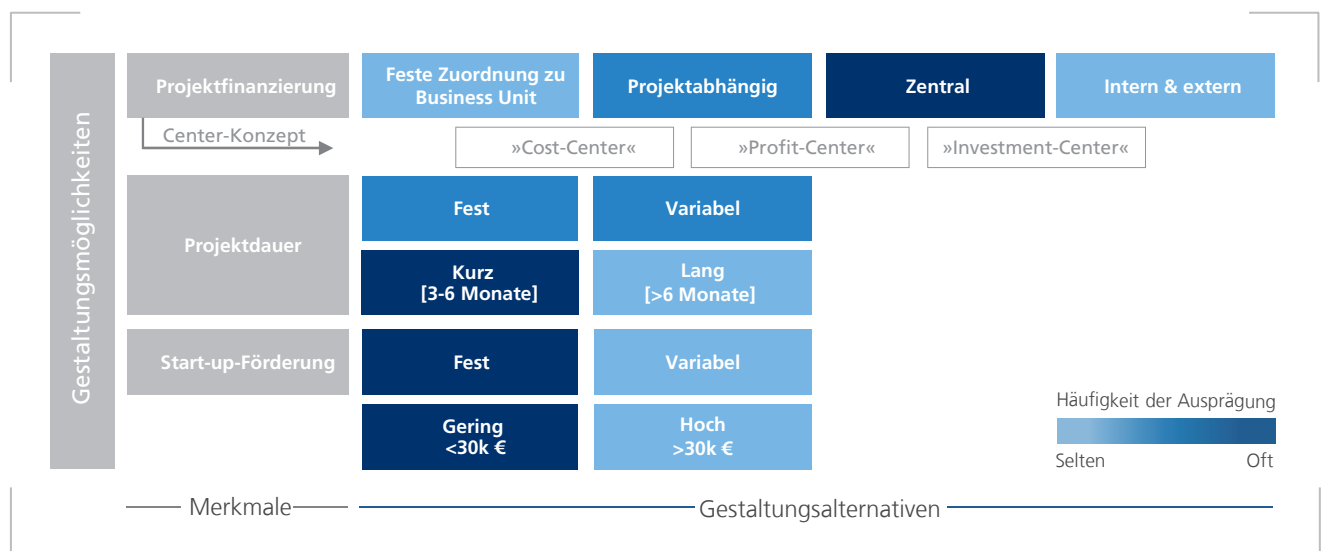 Gestaltungsmöglichkeiten
Projektfinanzierung
Feste Zuordnung zu
Business Unit
Projektabhängig
Zentral
Intern & extern
Center-Konzept
»Cost-Center«
»Profit-Center«
»Investment-Center«
Projektdauer
Fest
Variabel
Kurz
[3-6 Monate]
Lang
[>6 Monate]
Start-up-Förderung
Fest
Variabel
Gering
<30k €
Hoch
>30k €
Häufigkeit der Ausprägung
Selten
Oft
Merkmale
Gestaltungsalternativen